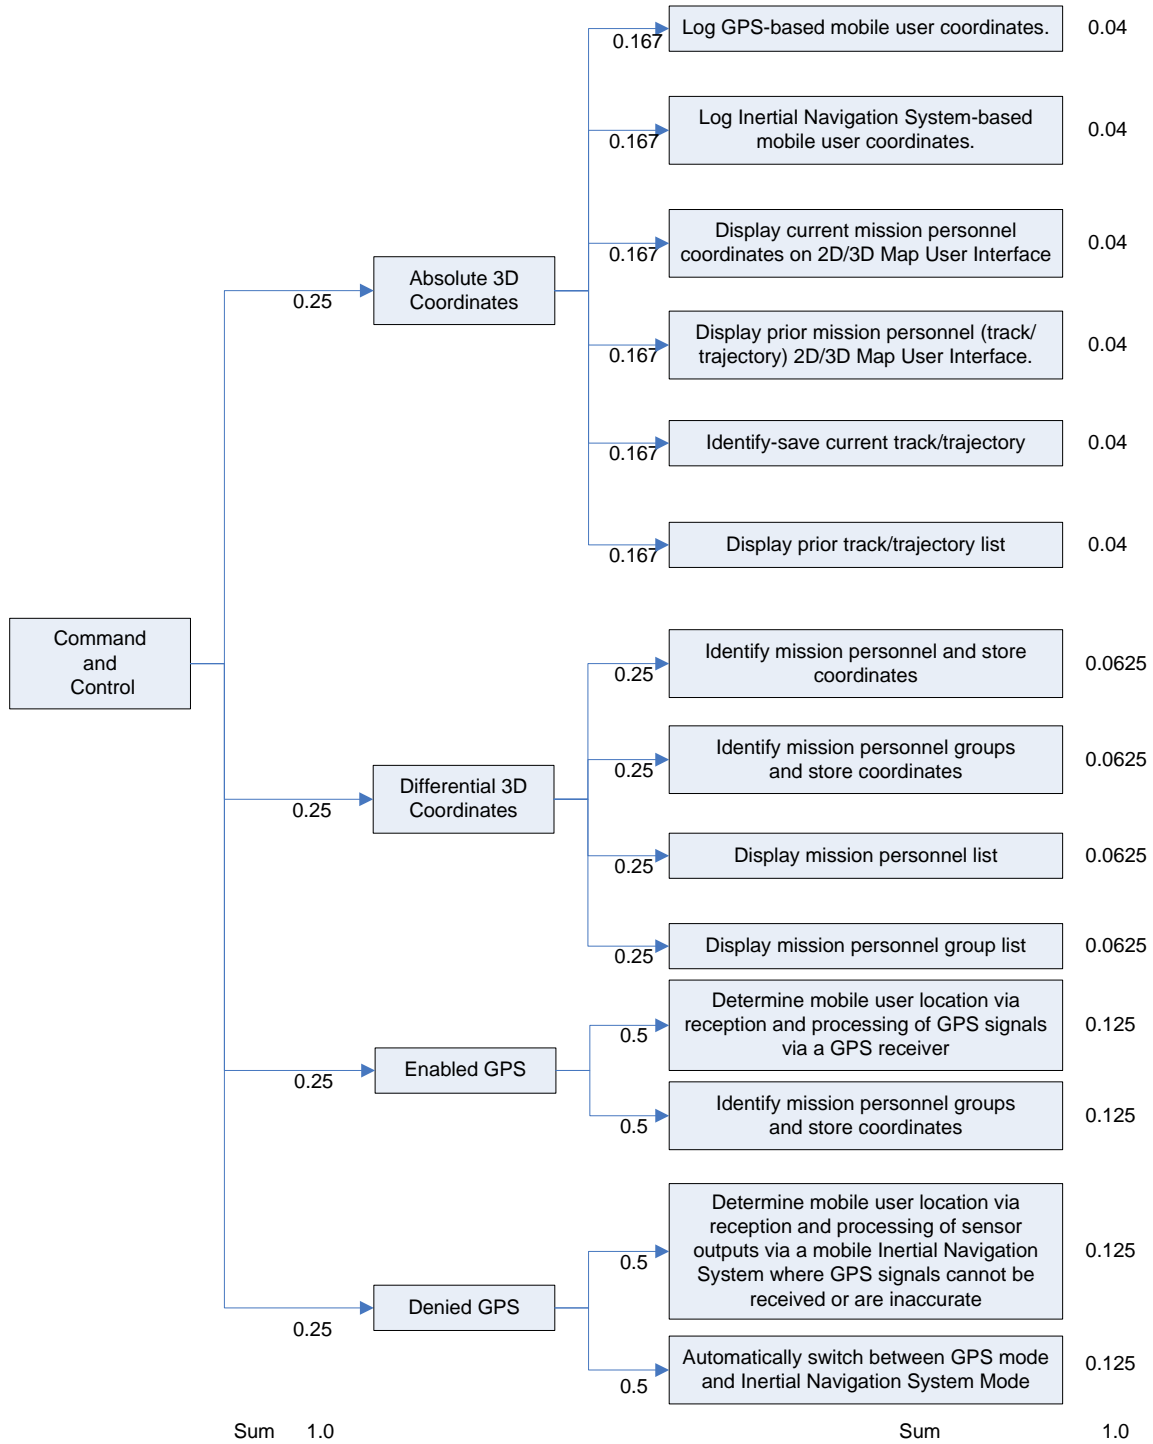 Log GPS-based mobile user coordinates.
0.04
0.167
Log Inertial Navigation System-based
mobile user coordinates.
0.04
0.167
Display current mission personnel
coordinates on 2D/3D Map User Interface
0.04
0.167
Absolute 3D
Coordinates
0.25
Display prior mission personnel (track/
trajectory) 2D/3D Map User Interface.
0.04
0.167
Identify-save current track/trajectory
0.04
0.167
Display prior track/trajectory list
0.04
0.167
Command
and
Control
Identify mission personnel and store
coordinates
0.0625
0.25
Identify mission personnel groups
and store coordinates
0.0625
0.25
Differential 3D
Coordinates
0.25
Display mission personnel list
0.0625
0.25
Display mission personnel group list
0.0625
0.25
Determine mobile user location via
reception and processing of GPS signals
via a GPS receiver
0.125
0.5
Enabled GPS
0.25
Identify mission personnel groups
and store coordinates
0.125
0.5
Determine mobile user location via
reception and processing of sensor
outputs via a mobile Inertial Navigation
System where GPS signals cannot be
received or are inaccurate
0.125
0.5
Denied GPS
0.25
Automatically switch between GPS mode
and Inertial Navigation System Mode
0.125
0.5
Sum 1.0
Sum 1.0